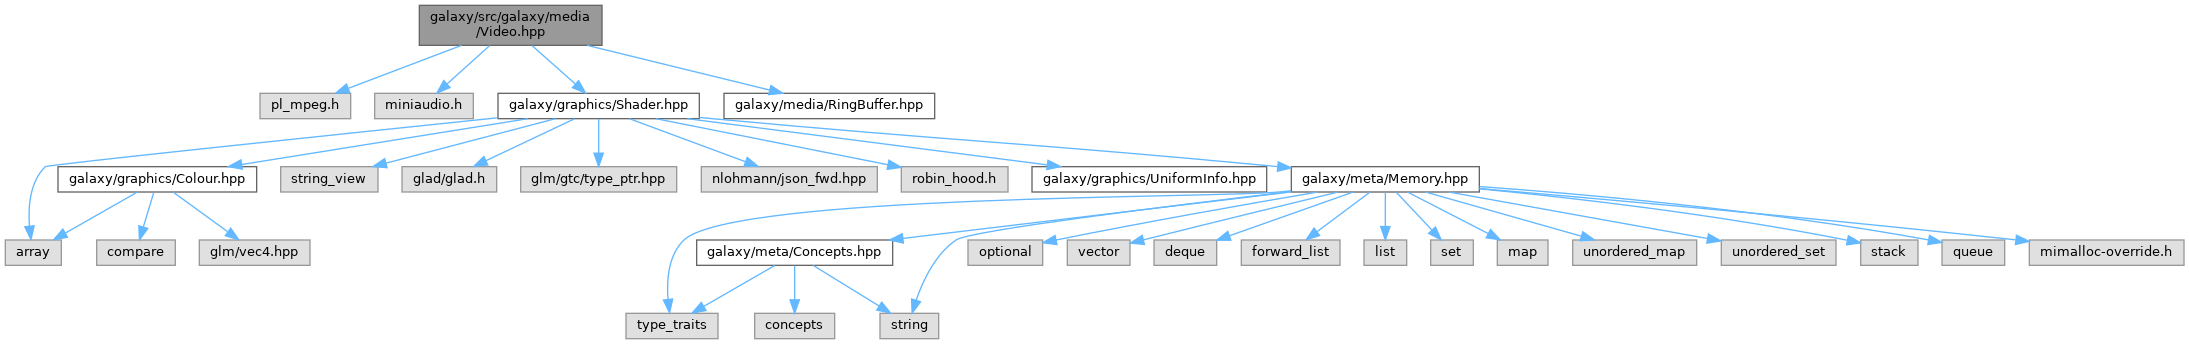 galaxy/src/galaxy/media
/Video.hpp
pl_mpeg.h
miniaudio.h
galaxy/graphics/Shader.hpp
galaxy/media/RingBuffer.hpp
galaxy/graphics/Colour.hpp
string_view
glad/glad.h
glm/gtc/type_ptr.hpp
nlohmann/json_fwd.hpp
robin_hood.h
galaxy/graphics/UniformInfo.hpp
galaxy/meta/Memory.hpp
array
compare
glm/vec4.hpp
galaxy/meta/Concepts.hpp
optional
vector
deque
forward_list
list
set
map
unordered_map
unordered_set
stack
queue
mimalloc-override.h
type_traits
concepts
string